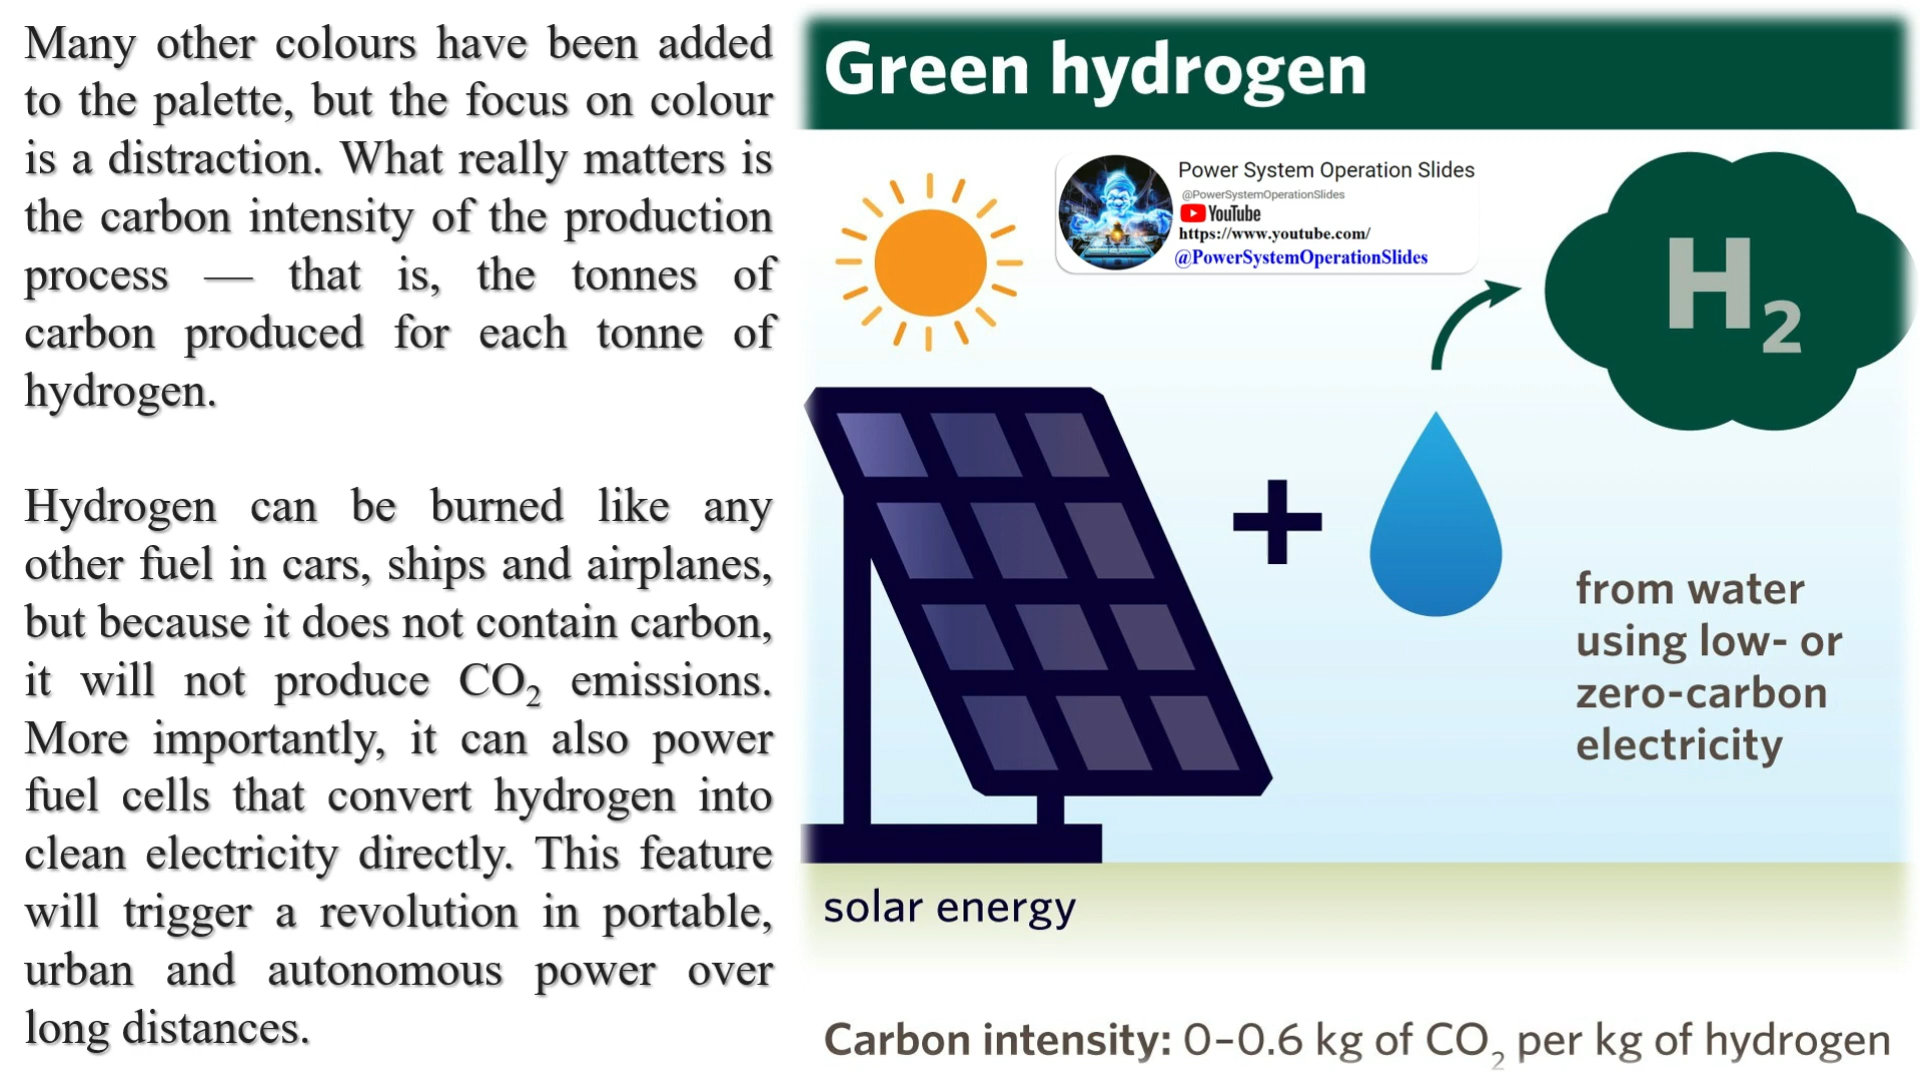 Many other colours have been added
to the palette, but the focus on colour
is a distraction. What really matters is
the carbon intensity of the production
process — that is, the tonnes of
carbon produced for each tonne of
hydrogen.
Hydrogen can be burned like any
other fuel in cars, ships and airplanes,
but because it does not contain carbon,
it will not produce CO₂ emissions.
More importantly, it can also power
fuel cells that convert hydrogen into
clean electricity directly. This feature
will trigger a revolution in portable,
urban and autonomous power over
long distances.
Green hydrogen
Power System Operation Slides
@PowerSystemOperationSlides
YouTube
https://www.youtube.com/
@PowerSystemOperationSlides
H₂
+
from water
using low- or
zero-carbon
electricity
solar energy
Carbon intensity: 0–0.6 kg of CO₂ per kg of hydrogen